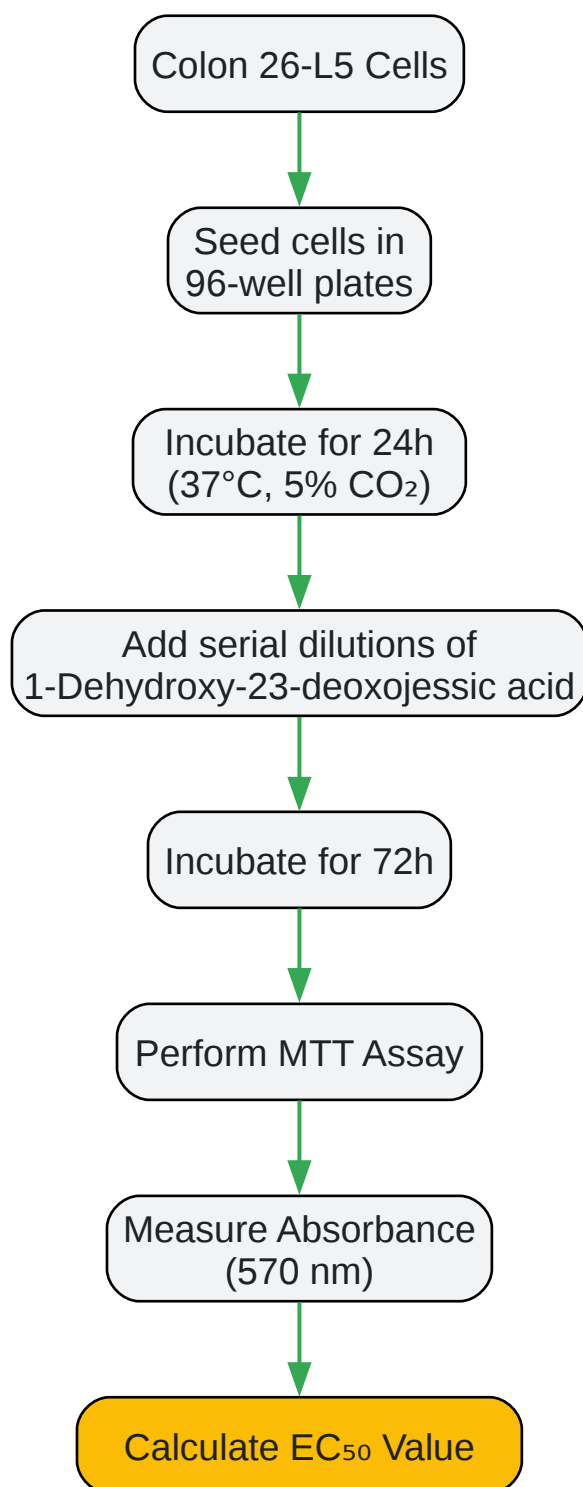 Colon 26-L5 Cells
Seed cells in
96-well plates
Incubate for 24h
(37°C, 5% CO₂)
Add serial dilutions of
1-Dehydroxy-23-deoxojessic acid
Incubate for 72h
Perform MTT Assay
Measure Absorbance
(570 nm)
Calculate EC₅₀ Value